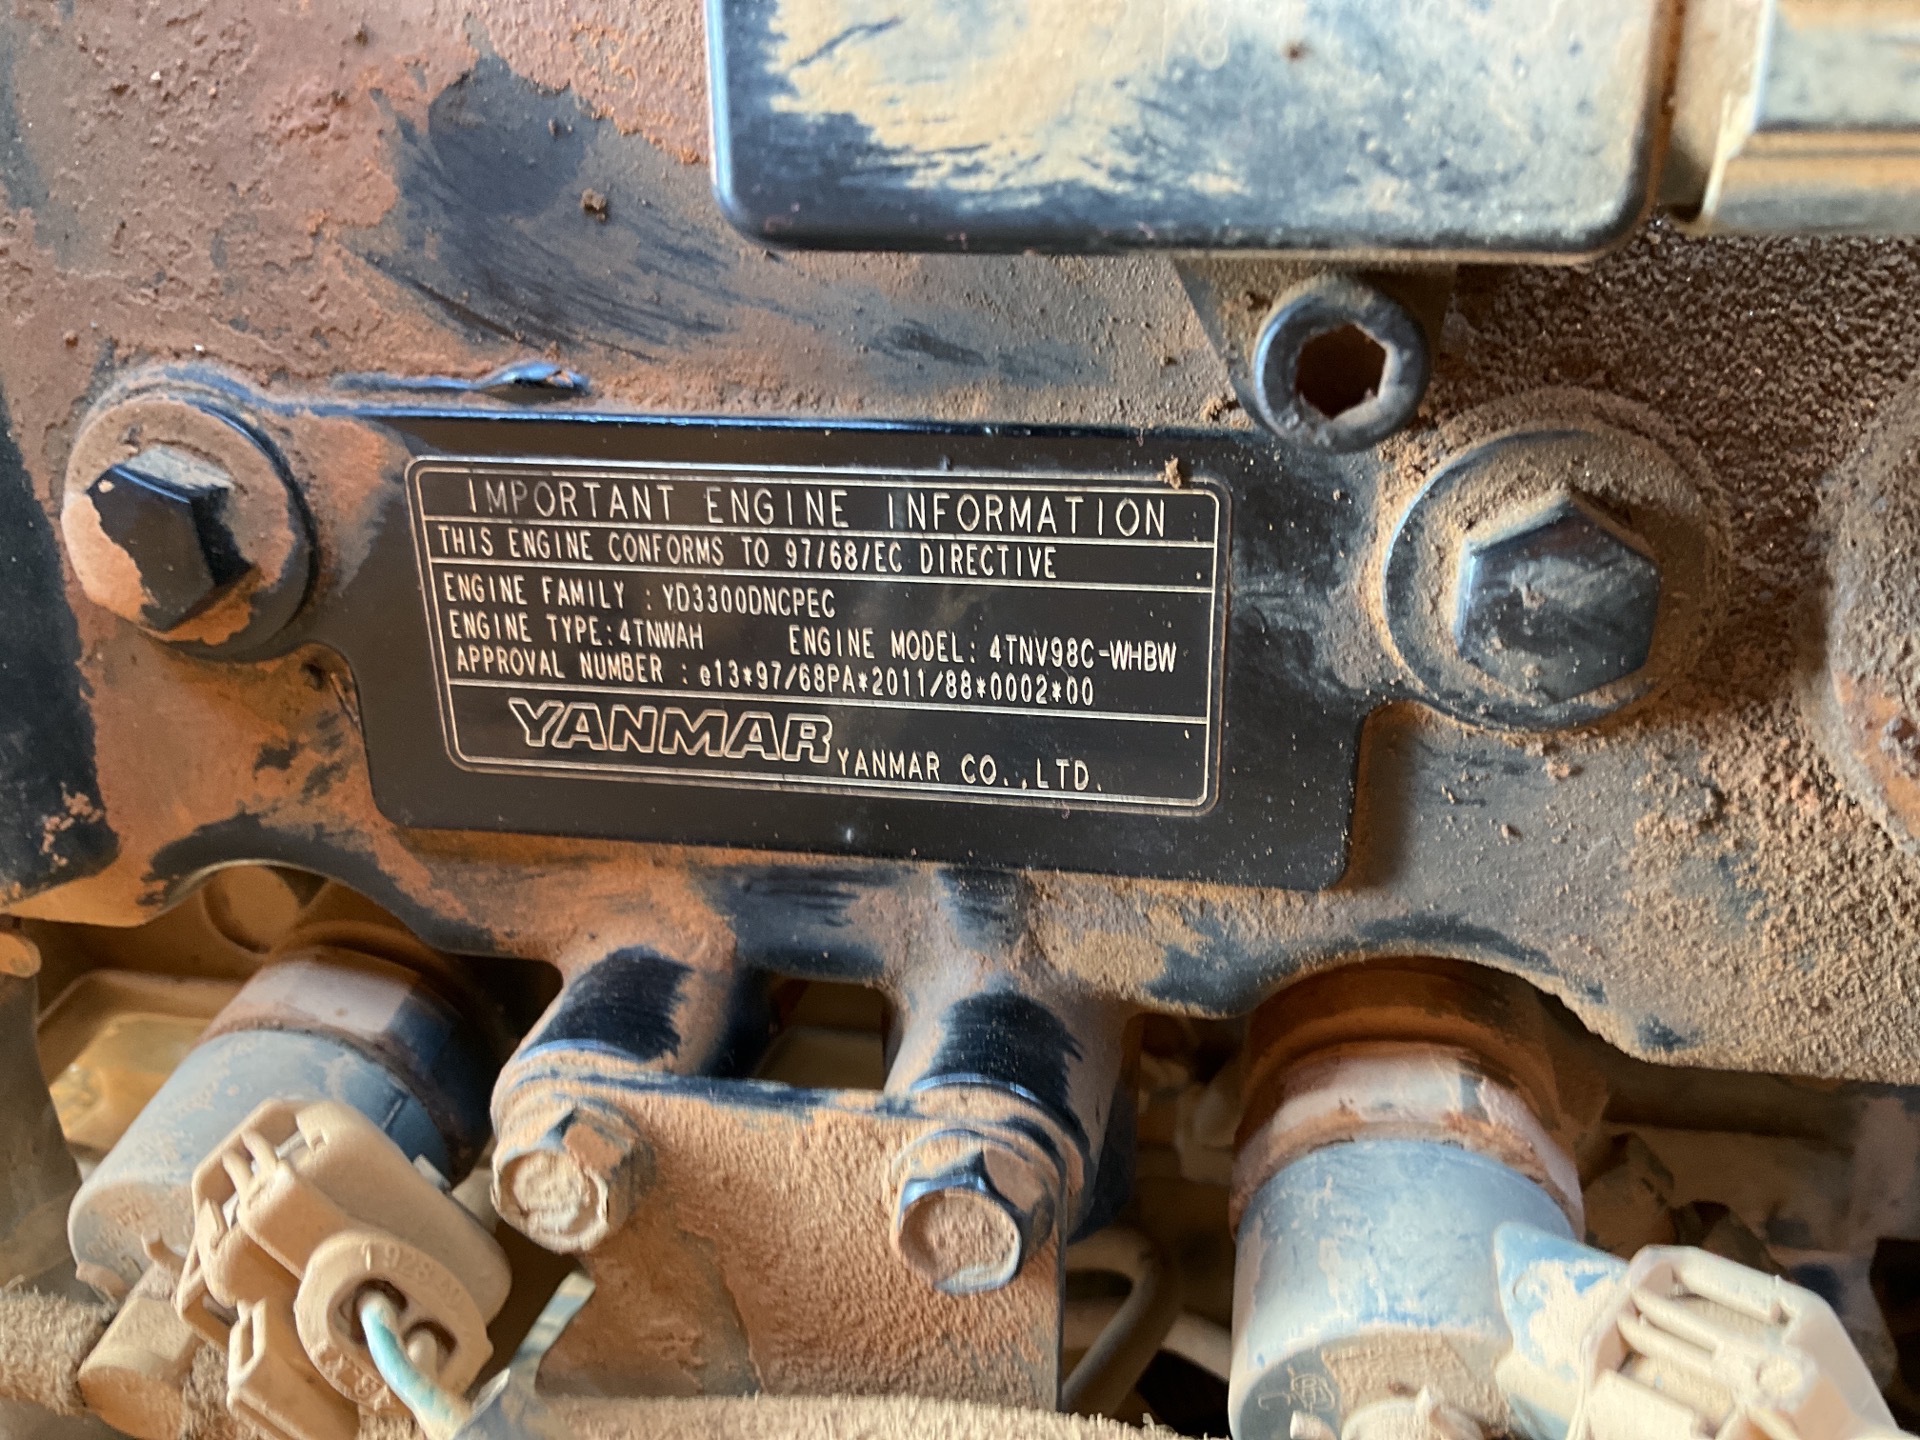 IMPORTANT ENGINE INFORMATION
THIS ENGINE CONFORMS TO 97/68/EC DIRECTIVE
ENGINE FAMILY : YD3300DNCPEC
ENGINE TYPE:4TNWAH ENGINE MODEL: 4TNV98C-WHBW
APPROVAL NUMBER : e13*97/68PA*2011/88*0002*00
YANMAR YANMAR CO.,LTD.